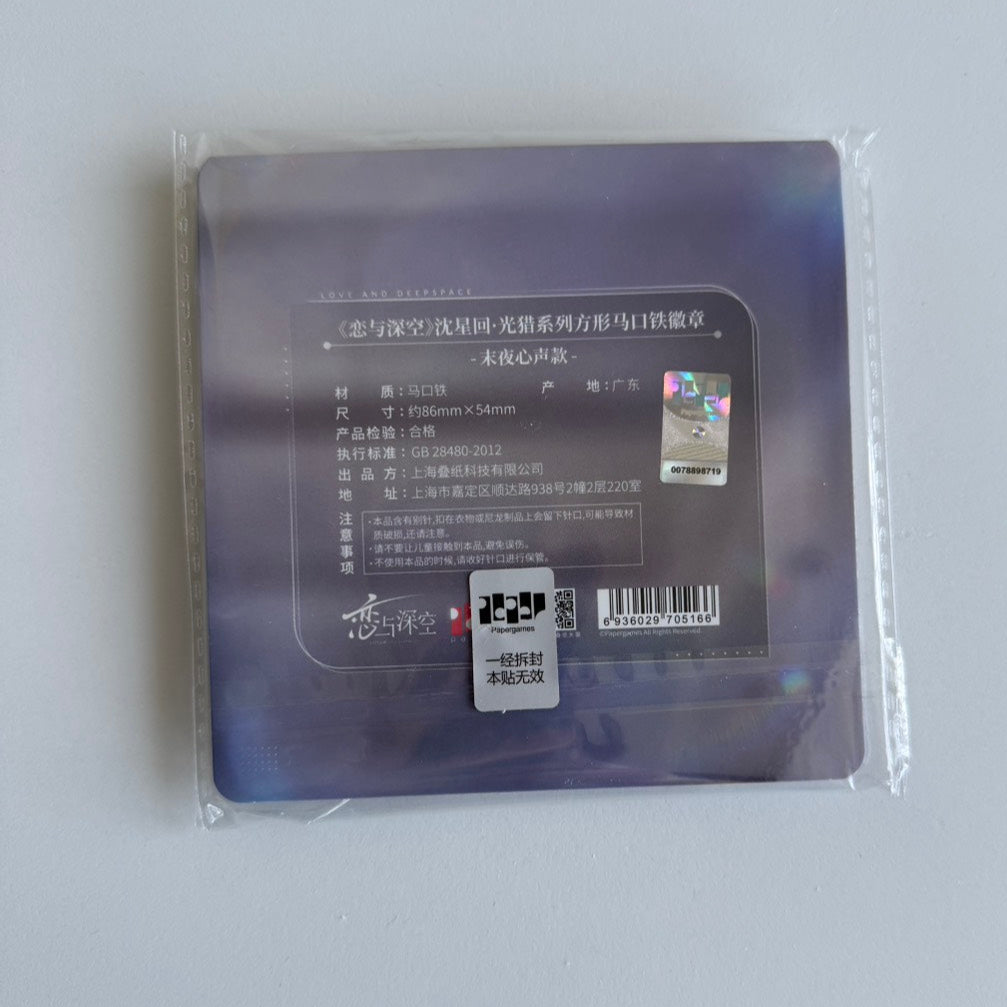 LOVE AND DEEPSPACE
《恋与深空》沈星回·光猎系列方形马口铁徽章
-末夜心声款-
材 质：马口铁 产 地：广东
尺 寸：约86mm×54mm
产品检验：合格
执行标准：GB 28480-2012
出 品 方：上海叠纸科技有限公司
地 址：上海市嘉定区顺达路938号2幢2层220室
注意事项
·本品含有别针,扣在衣物或尼龙制品上会留下针口,可能导致材
质破损,还请注意。
·请不要让儿童接触到本品,避免误伤。
·不使用本品的时候,请收好针口进行保管。
Papergames
0078898719
恋与深空
Papergames
一经拆封
本贴无效
6 936029 705166
©Papergames All Rights Reserved.